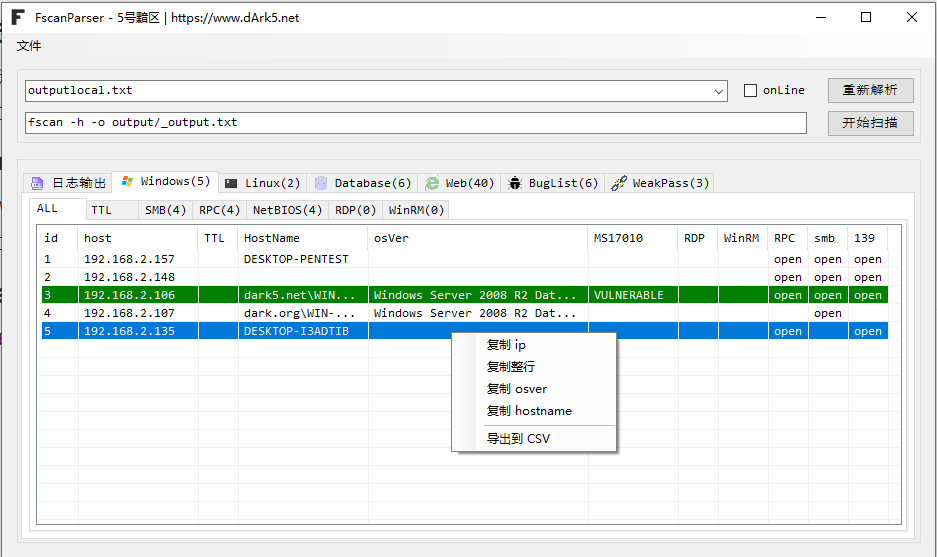 FscanParser - 5号黯区 | https://www.dArk5.net
文件
outputlocal.txt
onLine
重新解析
fscan -h -o output/_output.txt
开始扫描
日志输出 Windows(5) Linux(2) Database(6) Web(40) BugList(6) WeakPass(3)
ALL TTL SMB(4) RPC(4) NetBIOS(4) RDP(0) WinRM(0)
id host TTL HostName osVer MS17010 RDP WinRM RPC smb 139
1 192.168.2.157 DESKTOP-PENTEST open open open
2 192.168.2.148 open open open
3 192.168.2.106 dark5.net\WIN... Windows Server 2008 R2 Dat... VULNERABLE open open open
4 192.168.2.107 dark.org\WIN-... Windows Server 2008 R2 Dat... open
5 192.168.2.135 DESKTOP-I3ADTIB open open
复制 ip
复制整行
复制 osver
复制 hostname
导出到 CSV